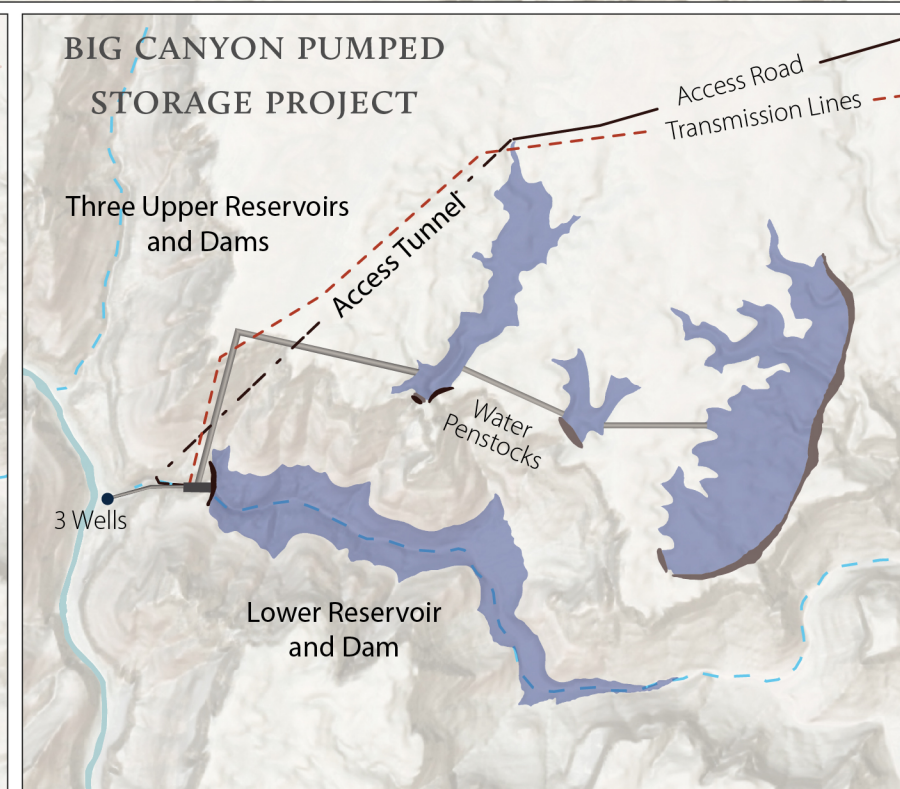 BIG CANYON PUMPED
STORAGE PROJECT
Access Road
Transmission Lines
Three Upper Reservoirs
and Dams
Access Tunnel
Water
Penstocks
3 Wells
Lower Reservoir
and Dam